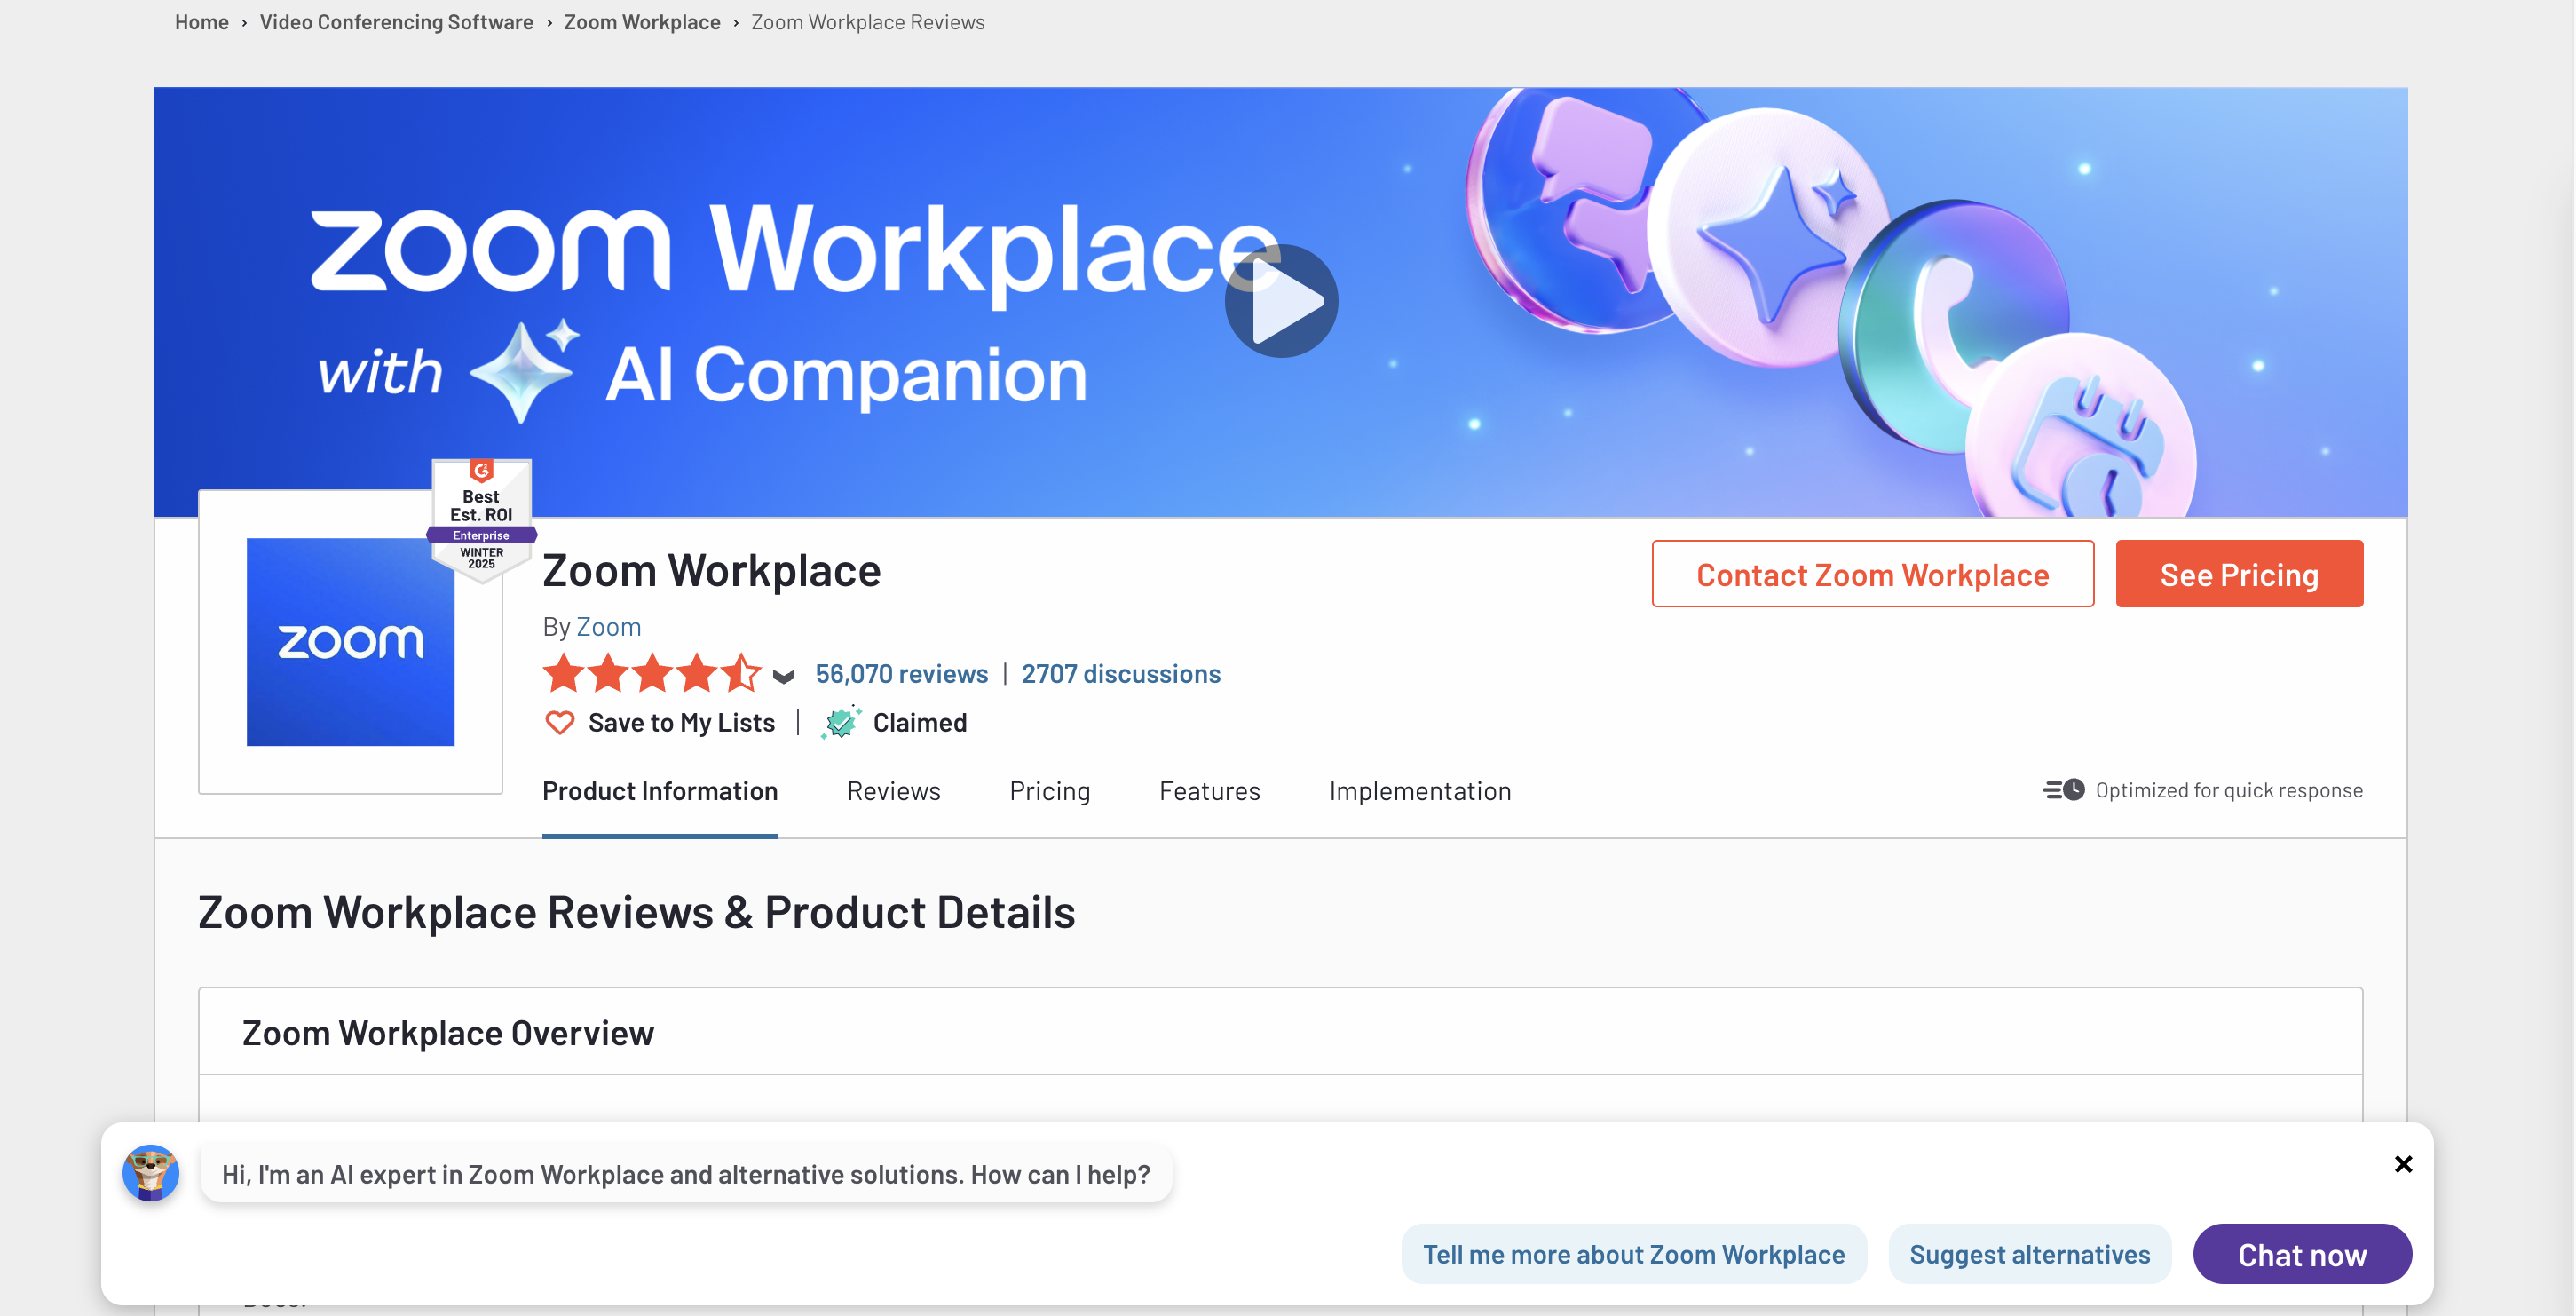 Home › Video Conferencing Software › Zoom Workplace › Zoom Workplace Reviews
zoom Workplace
with AI Companion
Best
Est. ROI
Enterprise
WINTER
2025
zoom
Zoom Workplace
Contact Zoom Workplace
See Pricing
By Zoom
56,070 reviews | 2707 discussions
Save to My Lists | Claimed
Product Information
Reviews
Pricing
Features
Implementation
Optimized for quick response
Zoom Workplace Reviews & Product Details
Zoom Workplace Overview
Hi, I'm an AI expert in Zoom Workplace and alternative solutions. How can I help?
Tell me more about Zoom Workplace
Suggest alternatives
Chat now